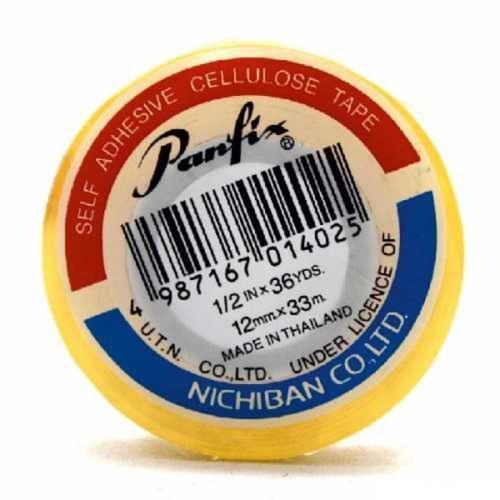 SELF ADHESIVE CELLULOSE TAPE
Panfix®
4 987167 014025
1/2 IN x 36 YDS.
12mm. x 33m.
MADE IN THAILAND
U.T.N. CO.,LTD. UNDER LICENCE OF
NICHIBAN CO.,LTD.